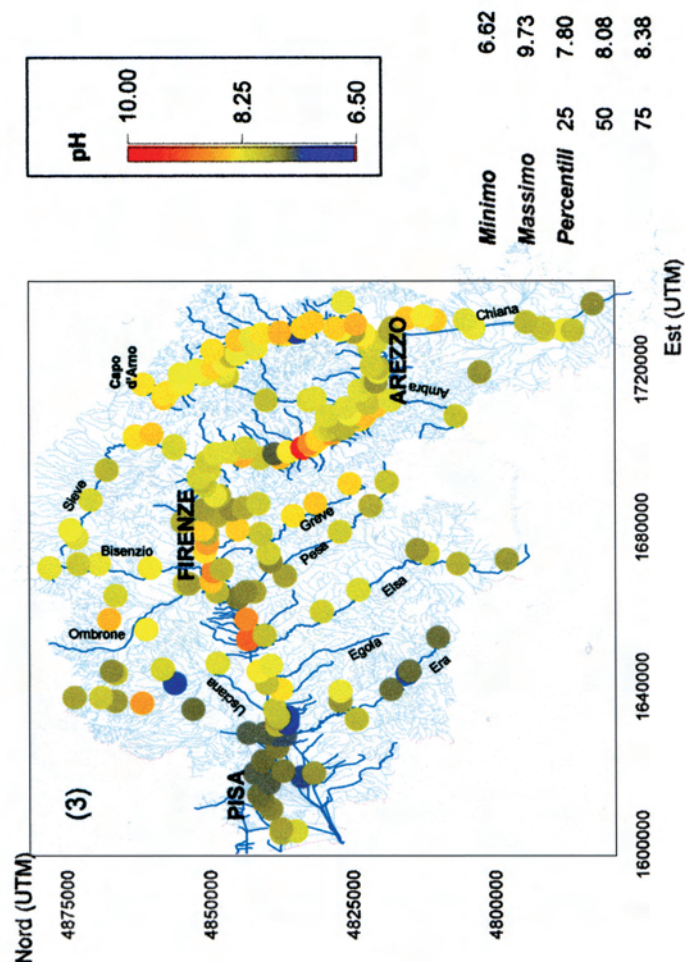 Nord (UTM)
(3)
4875000
4850000
4825000
4800000
1600000
1640000
1680000
1720000
Est (UTM)
PISA
FIRENZE
AREZZO
Capo
d'Arno
Sieve
Bisenzio
Ombrone
Usciana
Egola
Era
Elsa
Pesa
Greve
Ambra
Chiana
pH
10.00
8.25
6.50
Minimo 6.62
Massimo 9.73
Percentili 25 7.80
50 8.08
75 8.38